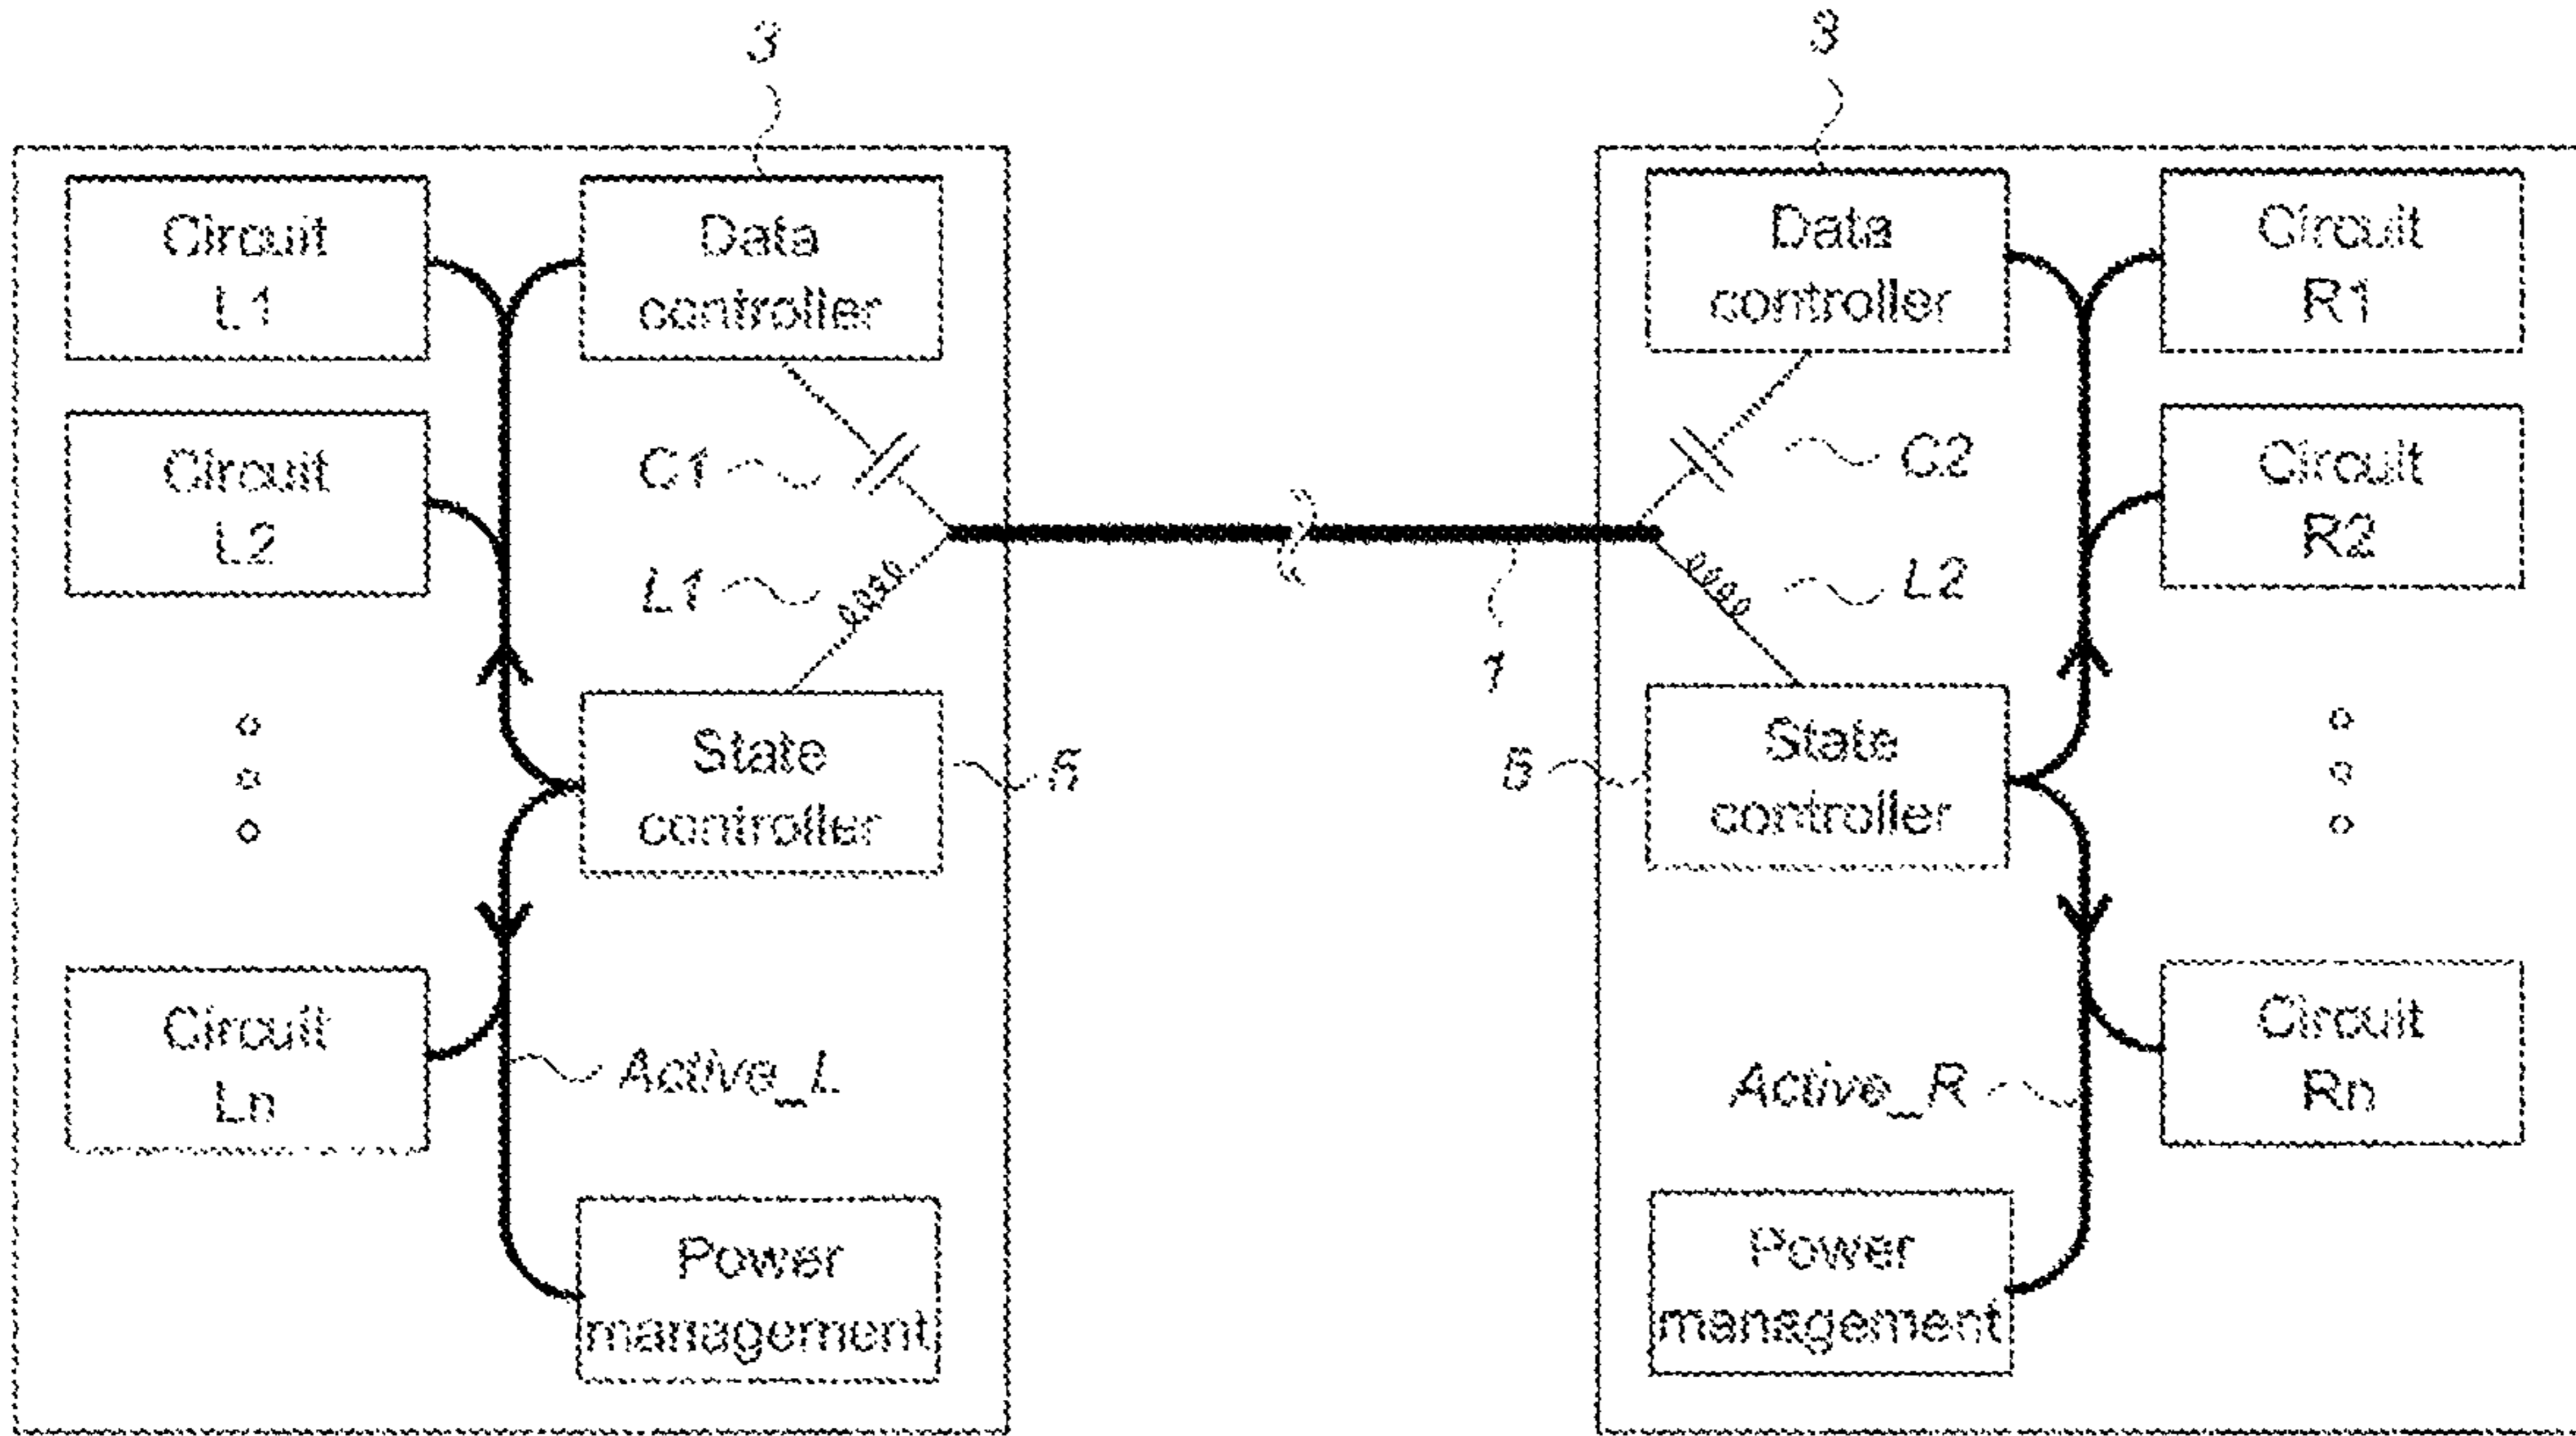 3
3
Circuit
L1
Data
controller
Data
controller
Circuit
R1
Circuit
L2
C1
C2
Circuit
R2
L1
L2
1
State
controller
5
5
State
controller
Circuit
Ln
Active_L
Active_R
Circuit
Rn
Power
management
Power
management